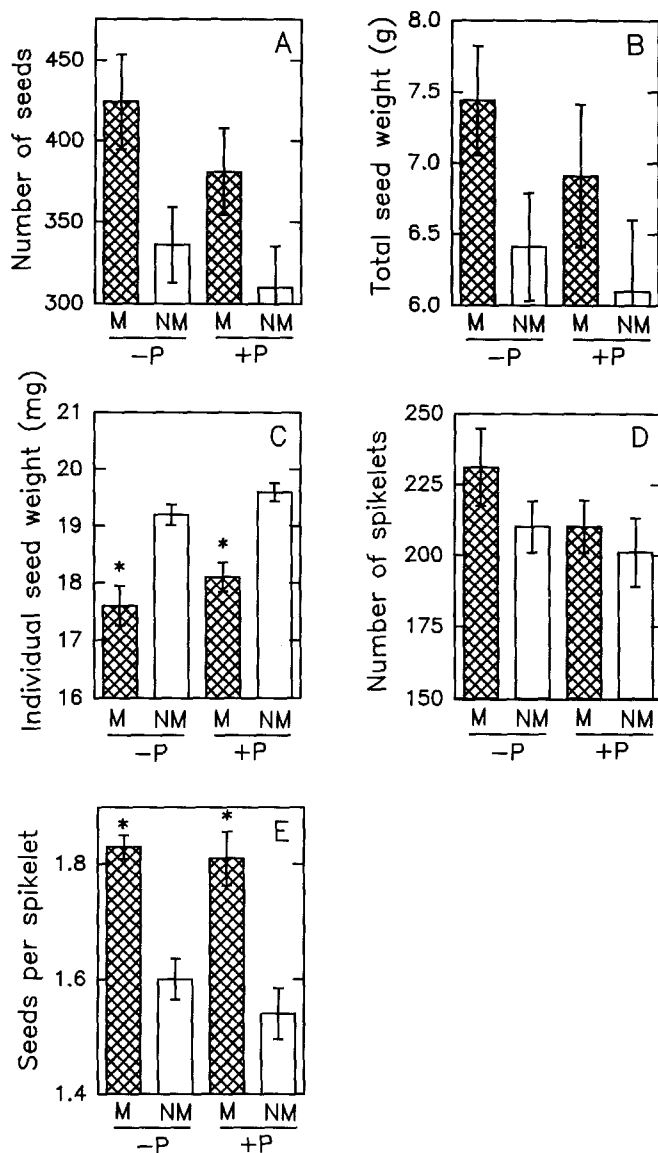 A
Number of seeds
450
400
350
300
M NM M NM
−P +P
B
Total seed weight (g)
8.0
7.5
7.0
6.5
6.0
M NM M NM
−P +P
C
Individual seed weight (mg)
21
20
19
18
17
16
* *
M NM M NM
−P +P
D
Number of spikelets
250
225
200
175
150
M NM M NM
−P +P
E
Seeds per spikelet
1.8
1.6
1.4
* *
M NM M NM
−P +P